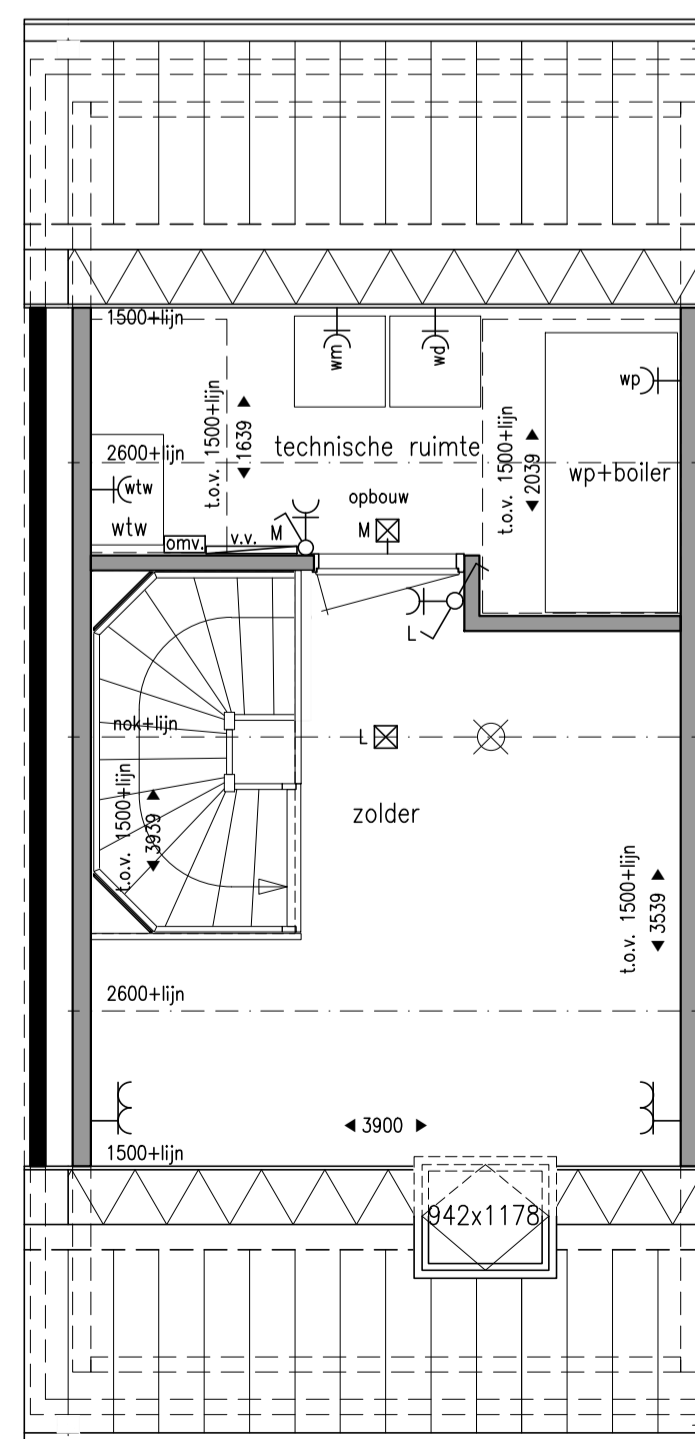 1500+lijn
wm
wd
wp
t.o.v. 1500+lijn
◄ 1639 ►
technische ruimte
t.o.v. 1500+lijn
◄ 2039 ►
2600+lijn
wp+boiler
wtw
wtw
opbouw
omv.
v.v.
M
M
L
nok+lijn
L
t.o.v. 1500+lijn
◄ 3939 ►
zolder
t.o.v. 1500+lijn
◄ 3539 ►
2600+lijn
◄ 3900 ►
1500+lijn
942x1178